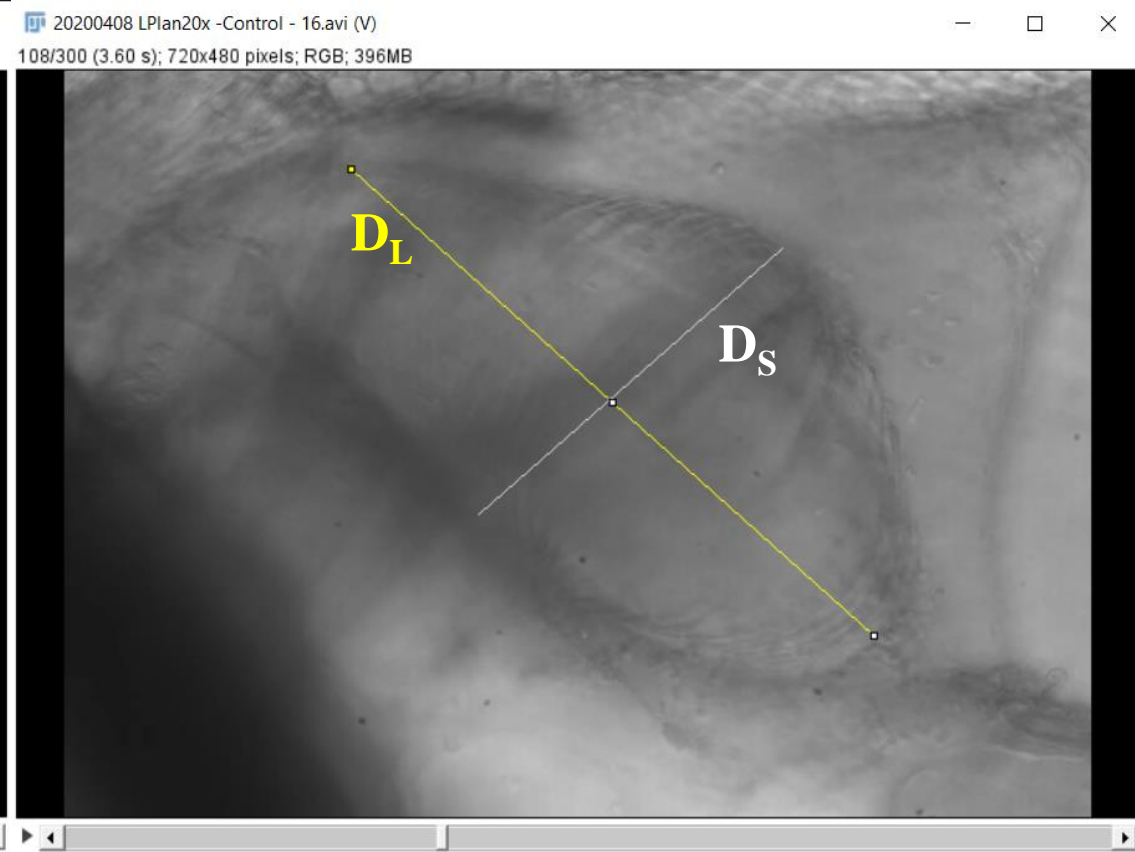 20200408 LPlan20x -Control - 16.avi (V)
108/300 (3.60 s); 720x480 pixels; RGB; 396MB
DL
DS